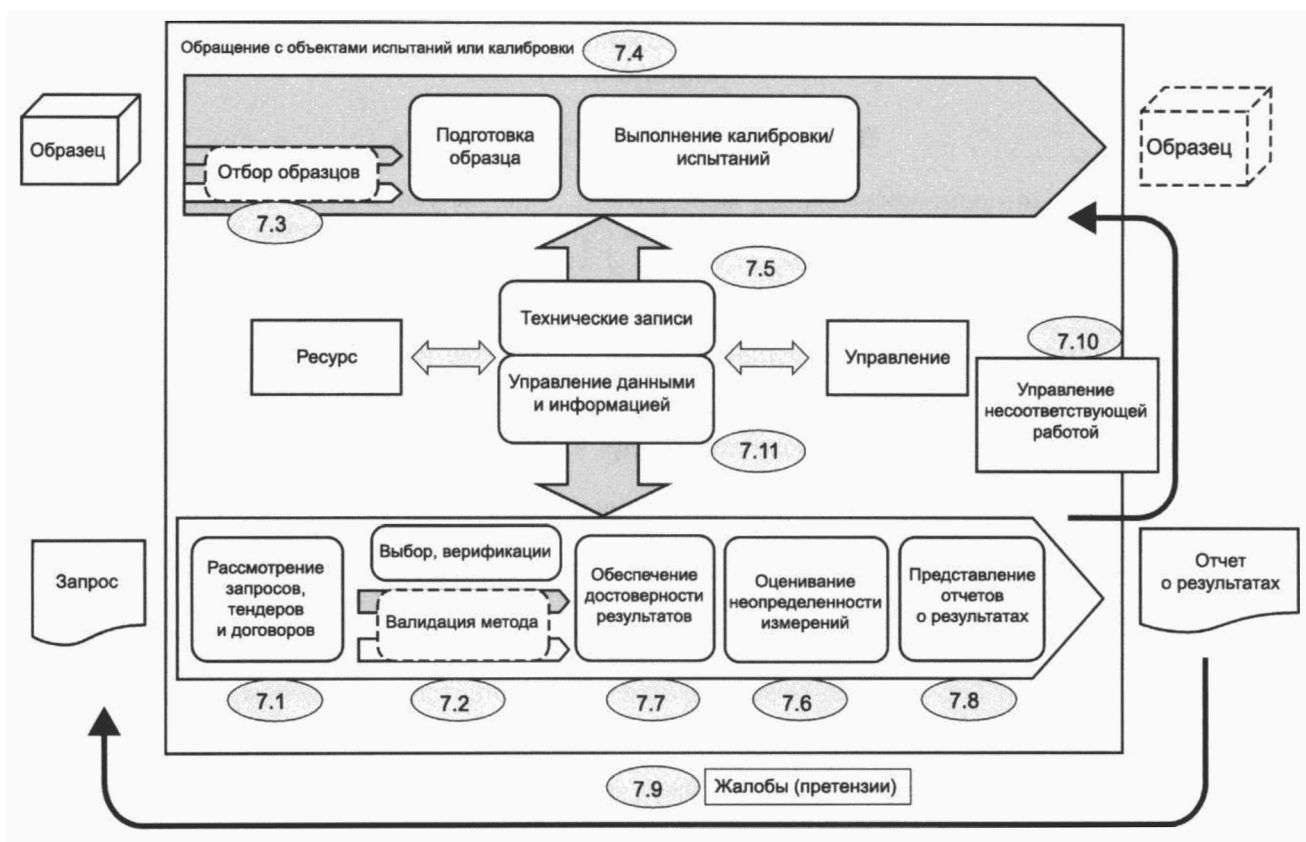 Обращение с объектами испытаний или калибровки
7.4
Образец
Отбор образцов
7.3
Подготовка
образца
Выполнение калибровки/
испытаний
Образец
7.5
Технические записи
Ресурс
Управление данными
и информацией
7.11
Управление
7.10
Управление
несоответствующей
работой
Запрос
Рассмотрение
запросов,
тендеров
и договоров
7.1
Выбор, верификации
Валидация метода
7.2
Обеспечение
достоверности
результатов
7.7
Оценивание
неопределенности
измерений
7.6
Представление
отчетов
о результатах
7.8
Отчет
о результатах
7.9
Жалобы (претензии)